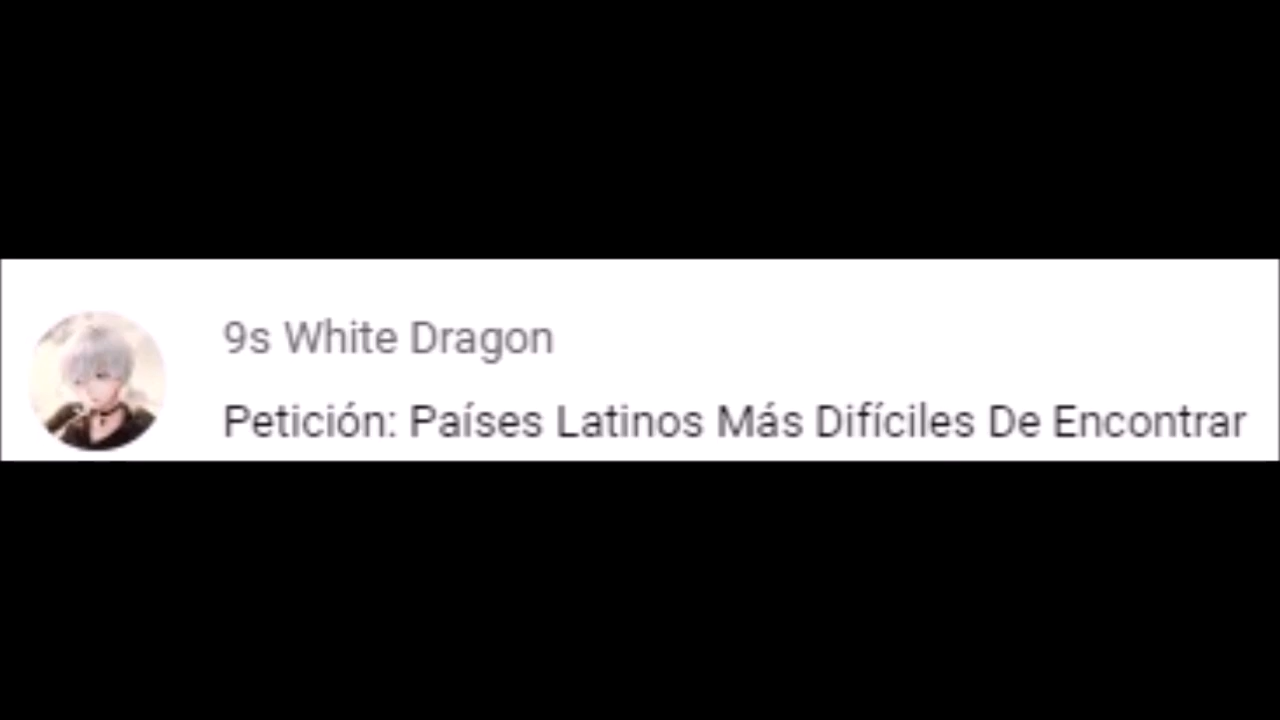 9s White Dragon
Petición: Países Latinos Más Difíciles De Encontrar